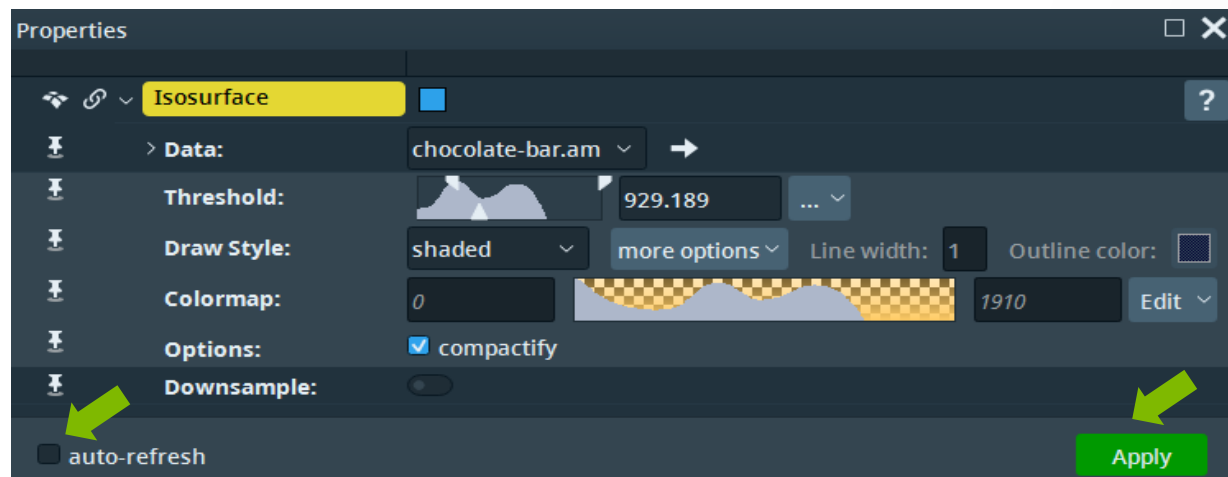 Properties
Isosurface ?
Data: chocolate-bar.am
Threshold: 929.189 ...
Draw Style: shaded more options Line width: 1 Outline color:
Colormap: 0 1910 Edit
Options: compactify
Downsample:
auto-refresh Apply